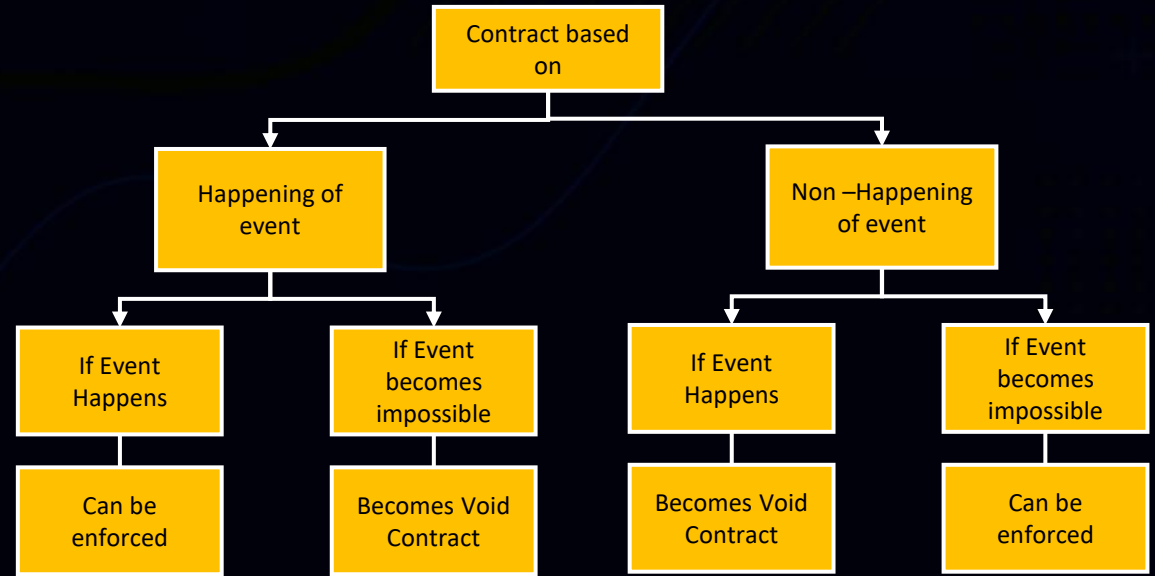 Contract based
on
Happening of
event
Non –Happening
of event
If Event
Happens
If Event
becomes
impossible
If Event
Happens
If Event
becomes
impossible
Can be
enforced
Becomes Void
Contract
Becomes Void
Contract
Can be
enforced